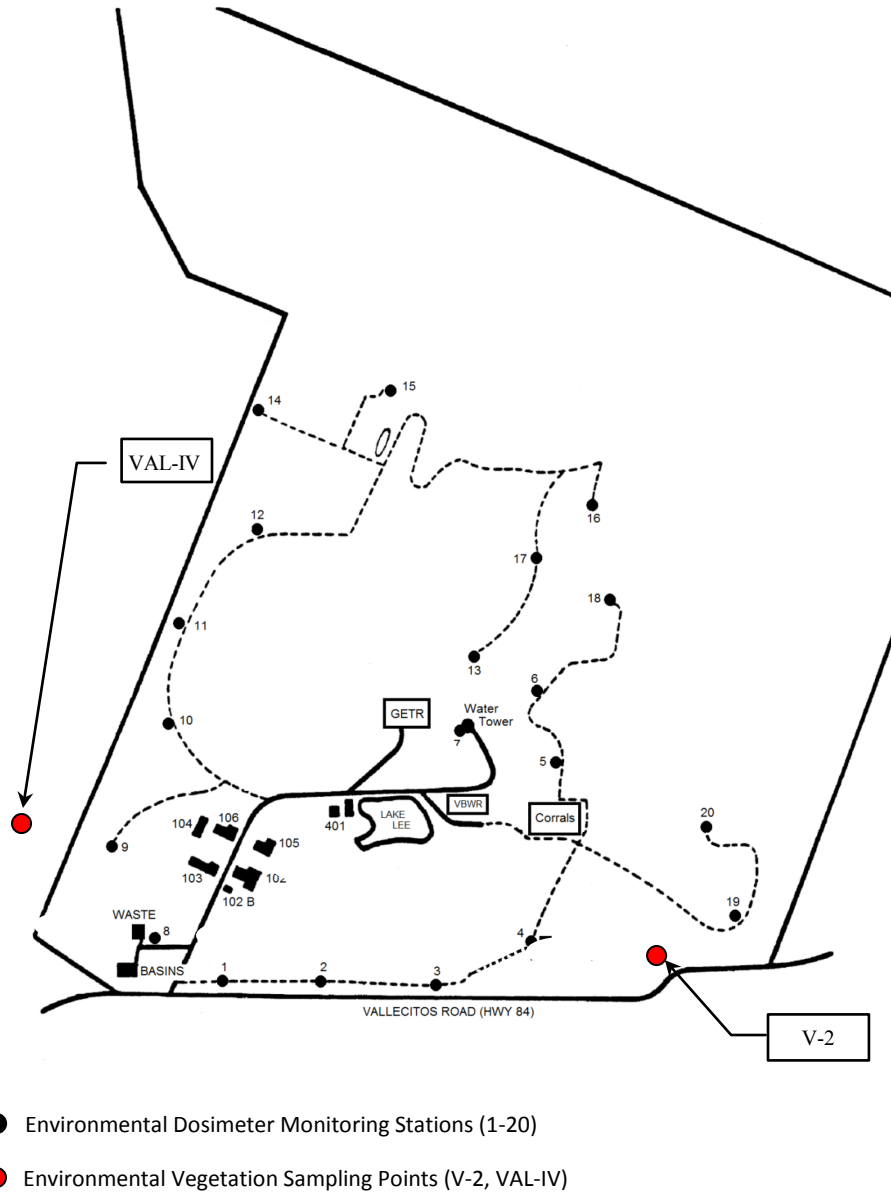 15
14
VAL-IV
16
12
17
18
11
13
6
GETR
Water
Tower
10
7
5
VBWR
LAKE
LEE
Corrals
401
104
106
20
105
9
103
102
102 B
19
WASTE
8
4
BASINS
1
2
3
VALLECITOS ROAD (HWY 84)
V-2
Environmental Dosimeter Monitoring Stations (1-20)
Environmental Vegetation Sampling Points (V-2, VAL-IV)